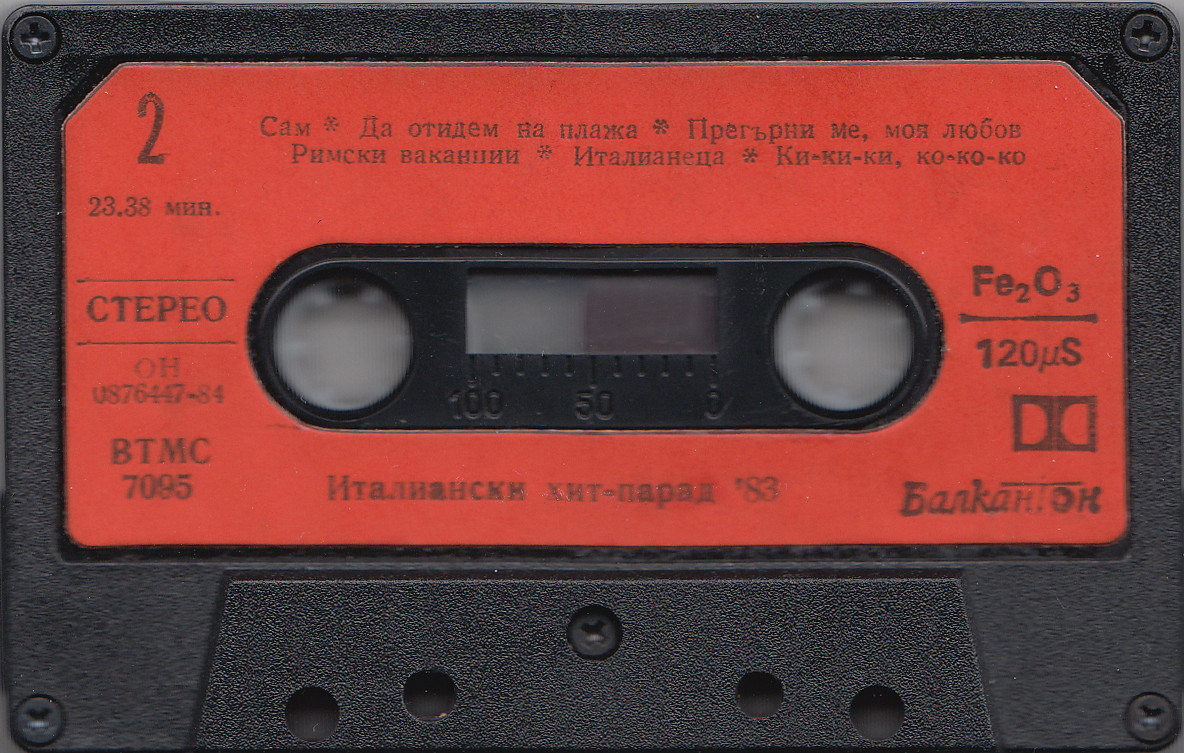 2
Сам * Да отидем на плажа * Прегърни ме, моя любов
Римски ваканции * Италианеца * Ки-ки-ки, ко-ко-ко
23.38 мин.
СТЕРЕО
ОН
0876447-84
ВТМС
7095
Fe₂O₃
120μS
100 50 0
Италиански хит-парад '83
Балкантон